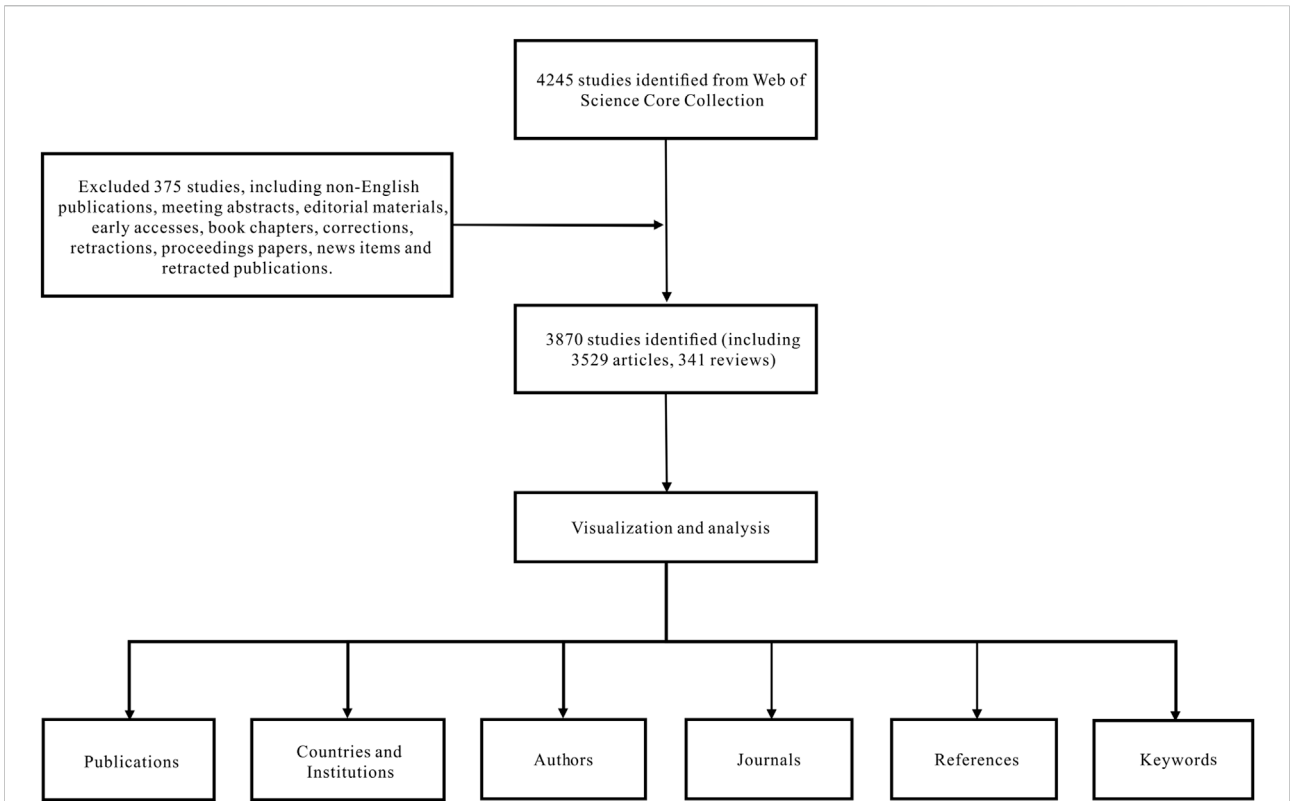 4245 studies identified from Web of
Science Core Collection
Excluded 375 studies, including non-English
publications, meeting abstracts, editorial materials,
early accesses, book chapters, corrections,
retractions, proceedings papers, news items and
retracted publications.
3870 studies identified (including
3529 articles, 341 reviews)
Visualization and analysis
Publications
Countries and
Institutions
Authors
Journals
References
Keywords